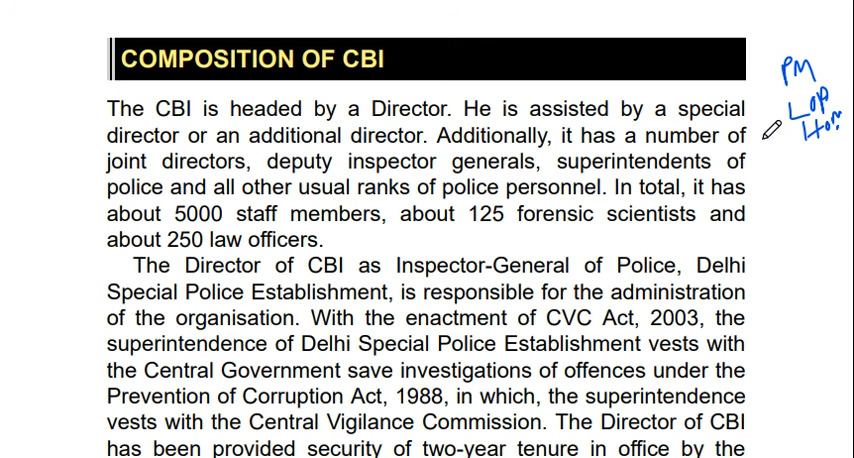 COMPOSITION OF CBI
The CBI is headed by a Director. He is assisted by a special
director or an additional director. Additionally, it has a number of
joint directors, deputy inspector generals, superintendents of
police and all other usual ranks of police personnel. In total, it has
about 5000 staff members, about 125 forensic scientists and
about 250 law officers.
The Director of CBI as Inspector-General of Police, Delhi
Special Police Establishment, is responsible for the administration
of the organisation. With the enactment of CVC Act, 2003, the
superintendence of Delhi Special Police Establishment vests with
the Central Government save investigations of offences under the
Prevention of Corruption Act, 1988, in which, the superintendence
vests with the Central Vigilance Commission. The Director of CBI
has been provided security of two-year tenure in office by the
PM
LOP